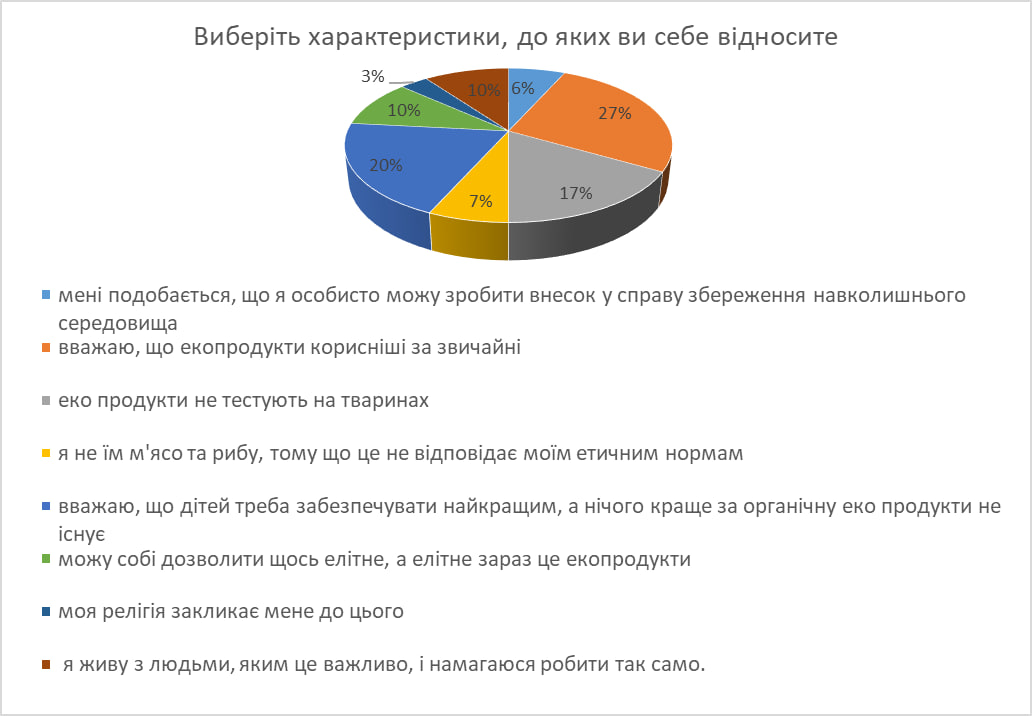 Виберіть характеристики, до яких ви себе відносите
3%
10%
6%
27%
10%
20%
17%
7%
мені подобається, що я особисто можу зробити внесок у справу збереження навколишнього
середовища
вважаю, що екопродукти корисніші за звичайні
еко продукти не тестують на тваринах
я не їм м'ясо та рибу, тому що це не відповідає моїм етичним нормам
вважаю, що дітей треба забезпечувати найкращим, а нічого краще за органічну еко продукти не
існує
можу собі дозволити щось елітне, а елітне зараз це екопродукти
моя релігія закликає мене до цього
я живу з людьми, яким це важливо, і намагаюся робити так само.